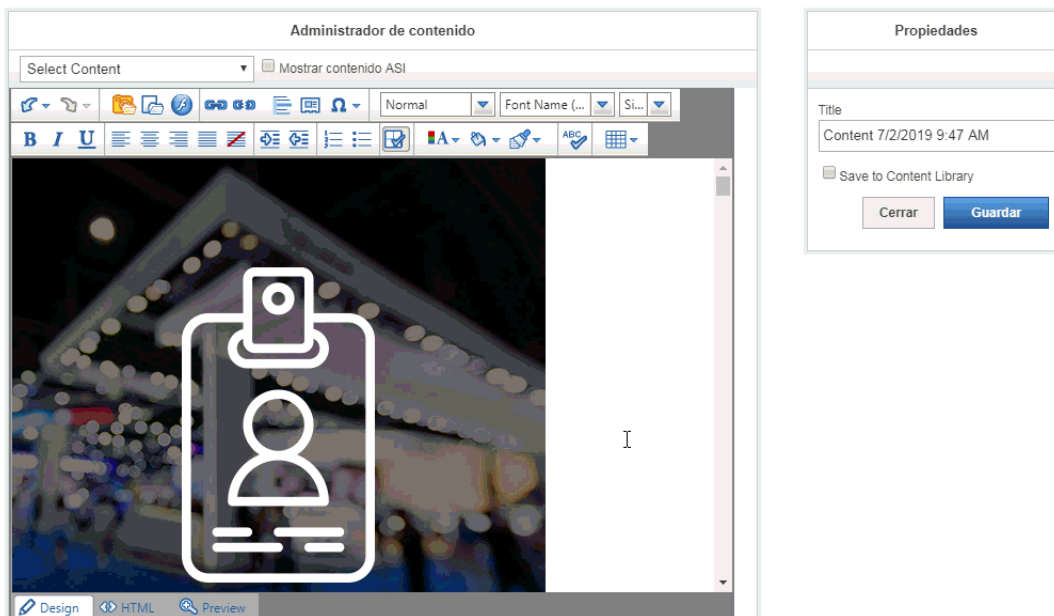 Administrador de contenido
Select Content
Mostrar contenido ASI
Normal
Font Name (...
Si...
B I U
A
ABC
Design
HTML
Preview
Propiedades
Title
Content 7/2/2019 9:47 AM
Save to Content Library
Cerrar
Guardar